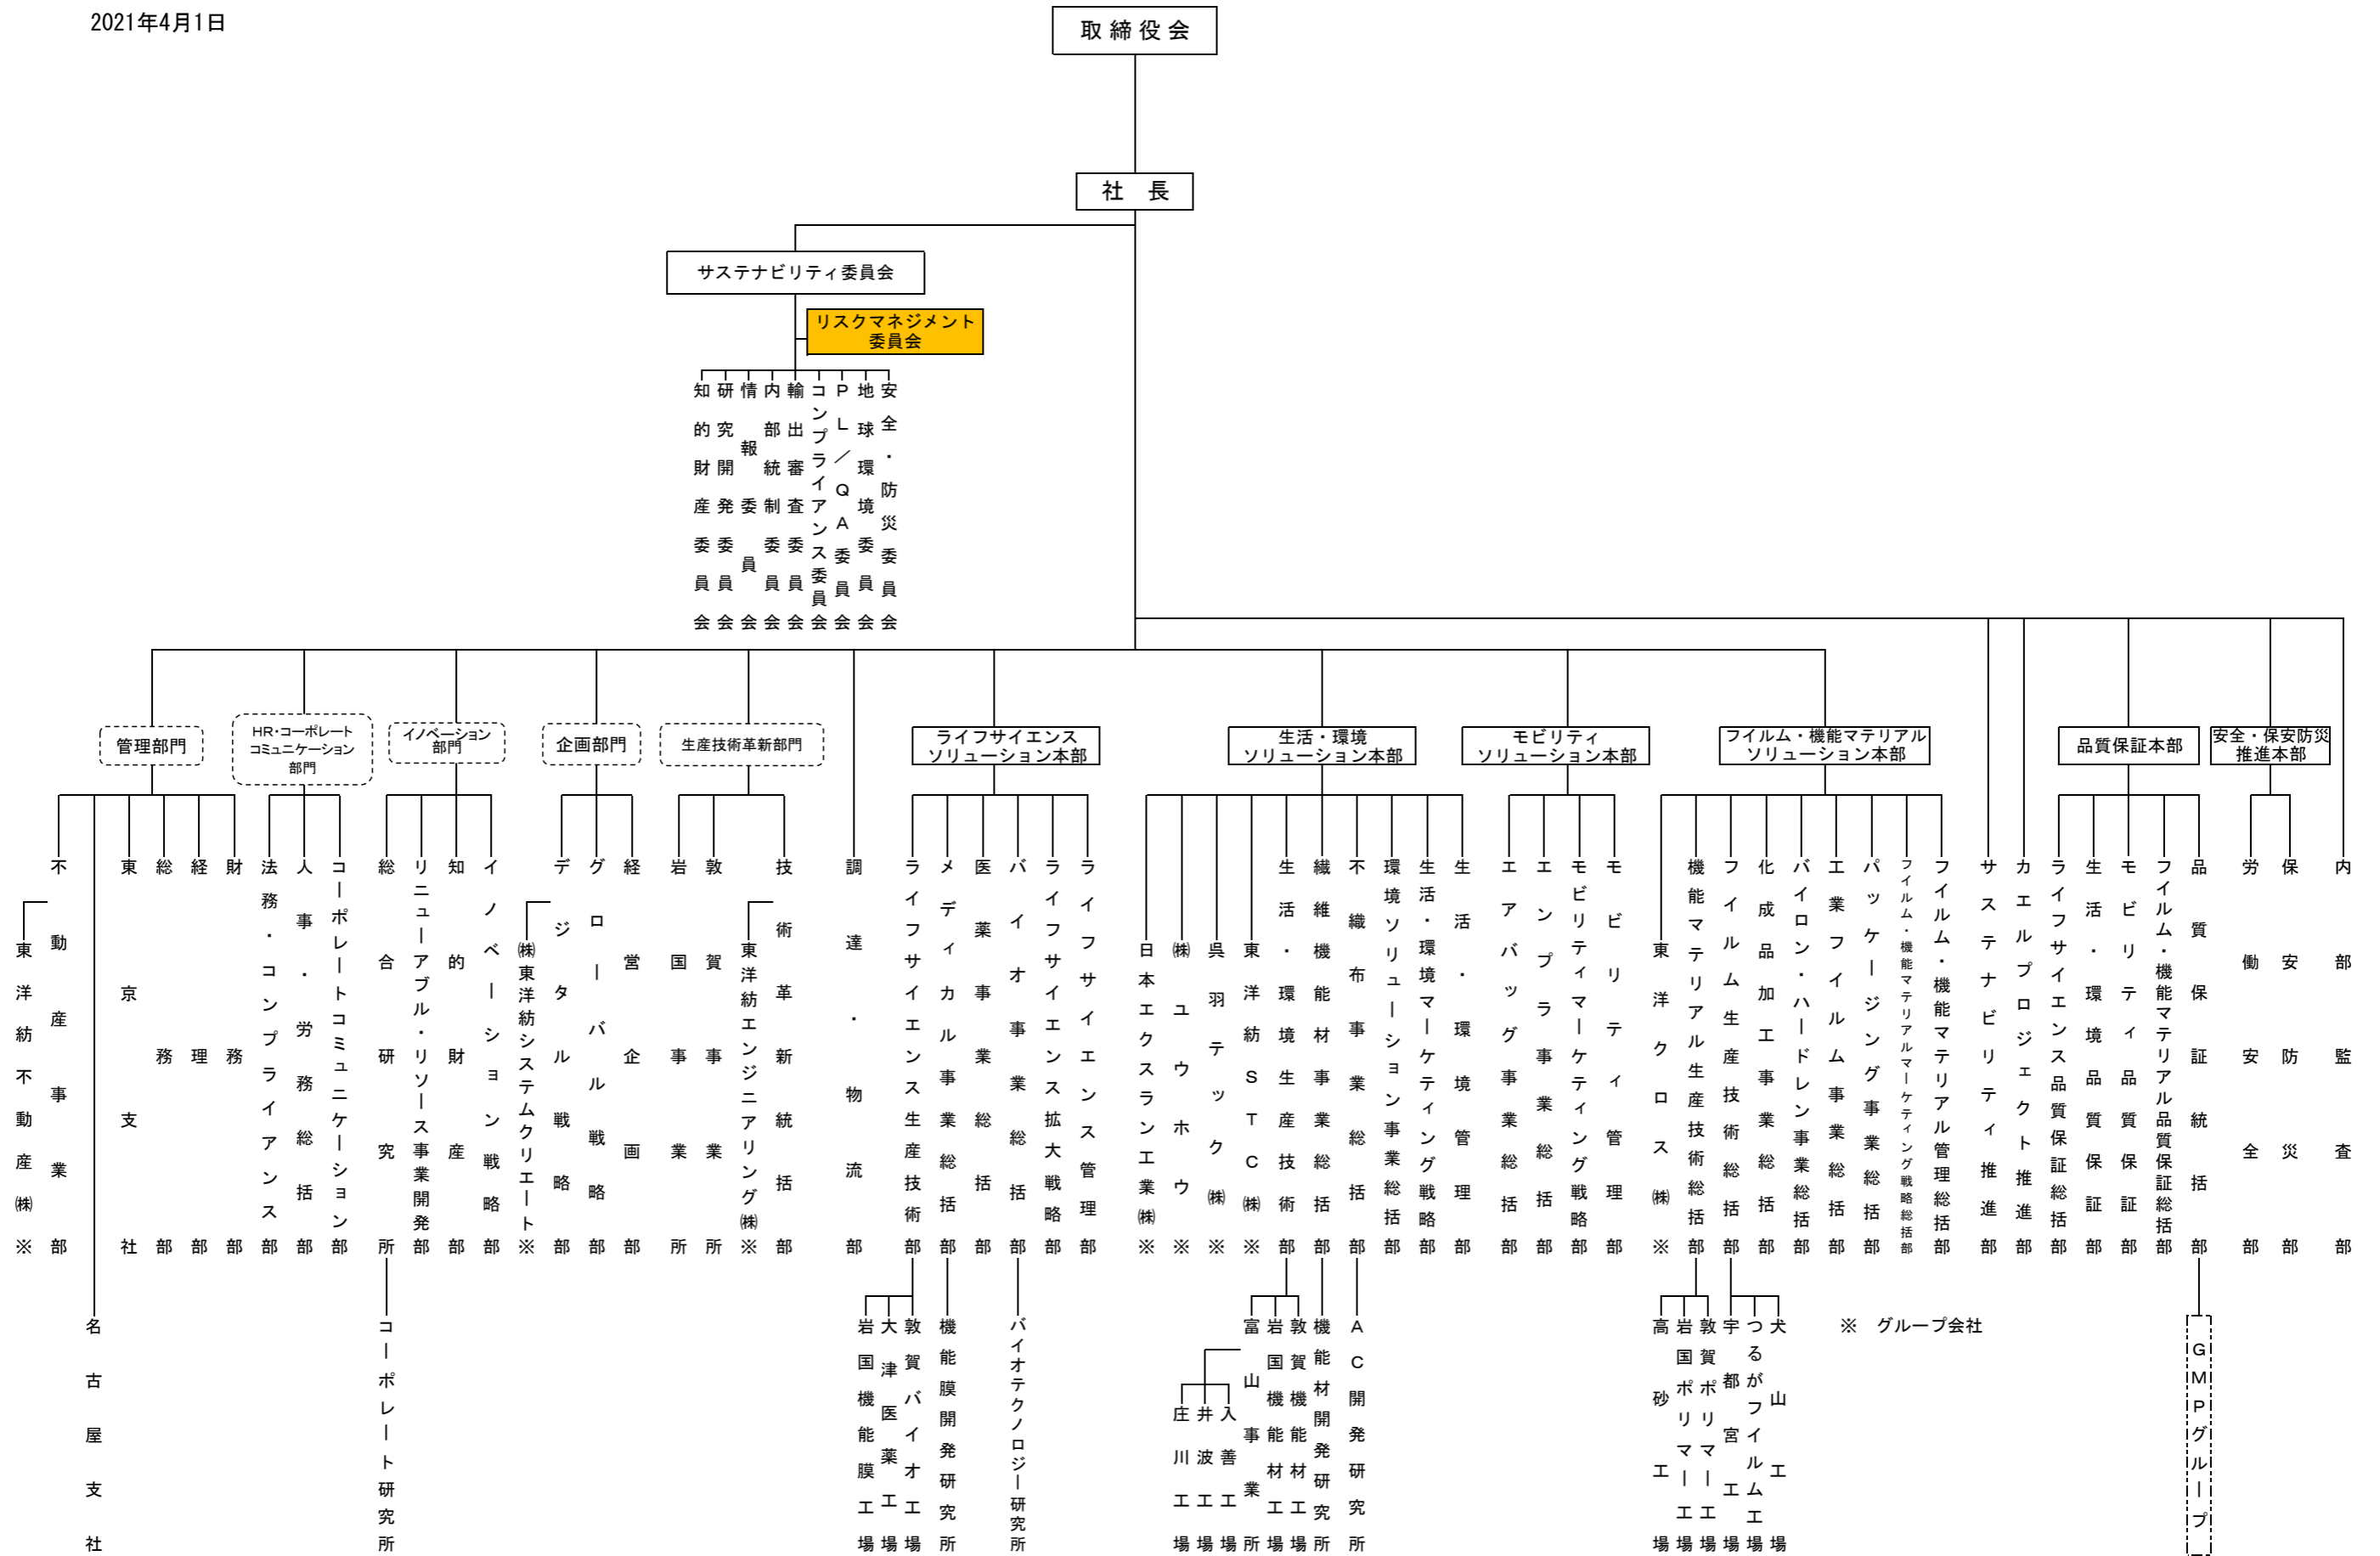 2021年4月1日
取締役会
社　長
サステナビリティ委員会
リスクマネジメント
委員会
知的財産委員会
研究開発委員会
情報委員会
内部統制委員会
輸出審査委員会
コンプライアンス委員会
PL／QA委員会
地球環境委員会
安全・防災委員会
管理部門
HR・コーポレート
コミュニケーション
部門
イノベーション
部門
企画部門
生産技術革新部門
ライフサイエンス
ソリューション本部
生活・環境
ソリューション本部
モビリティ
ソリューション本部
フイルム・機能マテリアル
ソリューション本部
品質保証本部
安全・保安防災
推進本部
東洋紡不動産㈱※
不動産事業部
名古屋支社
東京支社
総務部
経理部
財務部
法務・コンプライアンス部
人事・労務総括部
コーポレートコミュニケーション部
総合研究所
リニューアブル・リソース事業開発部
知的財産部
イノベーション戦略部
㈱東洋紡システムクリエート※
デジタル戦略部
グローバル戦略部
経営企画部
岩国事業所
敦賀事業所
東洋紡エンジニアリング㈱※
技術革新統括部
調達・物流部
ライフサイエンス生産技術部
メディカル事業総括部
医薬事業総括部
バイオ事業総括部
ライフサイエンス拡大戦略部
ライフサイエンス管理部
日本エクスラン工業㈱※
㈱ユウホウ※
呉羽テック㈱※
東洋紡STC㈱※
生活・環境生産技術部
繊維機能材事業総括部
不織布事業総括部
環境ソリューション事業総括部
生活・環境マーケティング戦略部
生活・環境管理部
エアバッグ事業総括部
エンプラ事業総括部
モビリティマーケティング戦略部
モビリティ管理部
東洋クロス㈱※
機能マテリアル生産技術総括部
フイルム生産技術総括部
化成品加工事業総括部
バイロン・ハードレン事業総括部
工業フイルム事業総括部
パッケージング事業総括部
フイルム・機能マテリアルマーケティング戦略総括部
フイルム・機能マテリアル管理総括部
サステナビリティ推進部
カエルプロジェクト推進部
ライフサイエンス品質保証総括部
生活・環境品質保証部
モビリティ品質保証部
フイルム・機能マテリアル品質保証総括部
品質保証統括部
労働安全部
保安防災部
内部監査部
コーポレート研究所
岩国機能膜工場
大津医薬工場
敦賀バイオ工場
機能膜開発研究所
バイオテクノロジー研究所
庄川工場
井波工場
入善工場
富山事業所
岩国機能材工場
敦賀機能材工場
機能材開発研究所
AC開発研究所
高砂工場
岩国ポリマー工場
敦賀ポリマー工場
宇都宮工場
つるがフイルム工場
犬山工場
※　グループ会社
GMPグループ